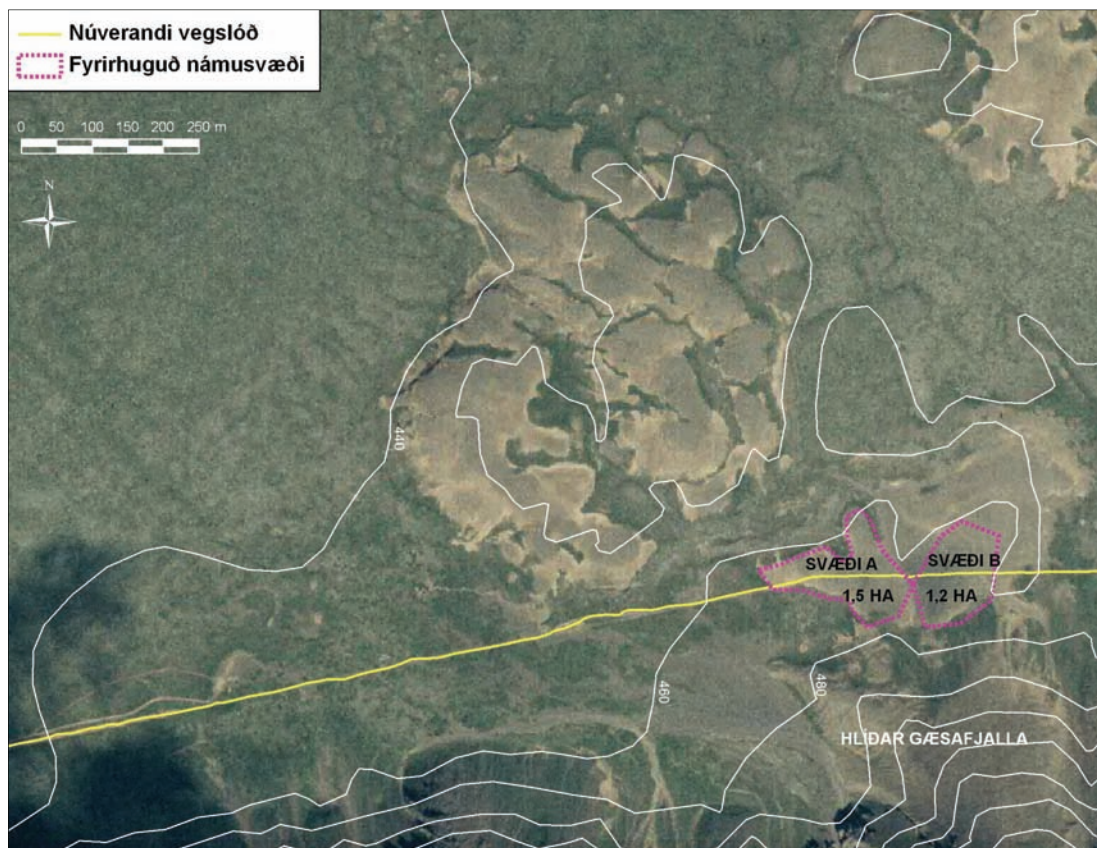 Núverandi vegslóð
Fyrirhuguð námusvæði
0 50 100 150 200 250 m
N
440
SVÆÐI A
SVÆÐI B
1,5 HA
1,2 HA
460
480
HLÍÐAR GÆSAFJALLA